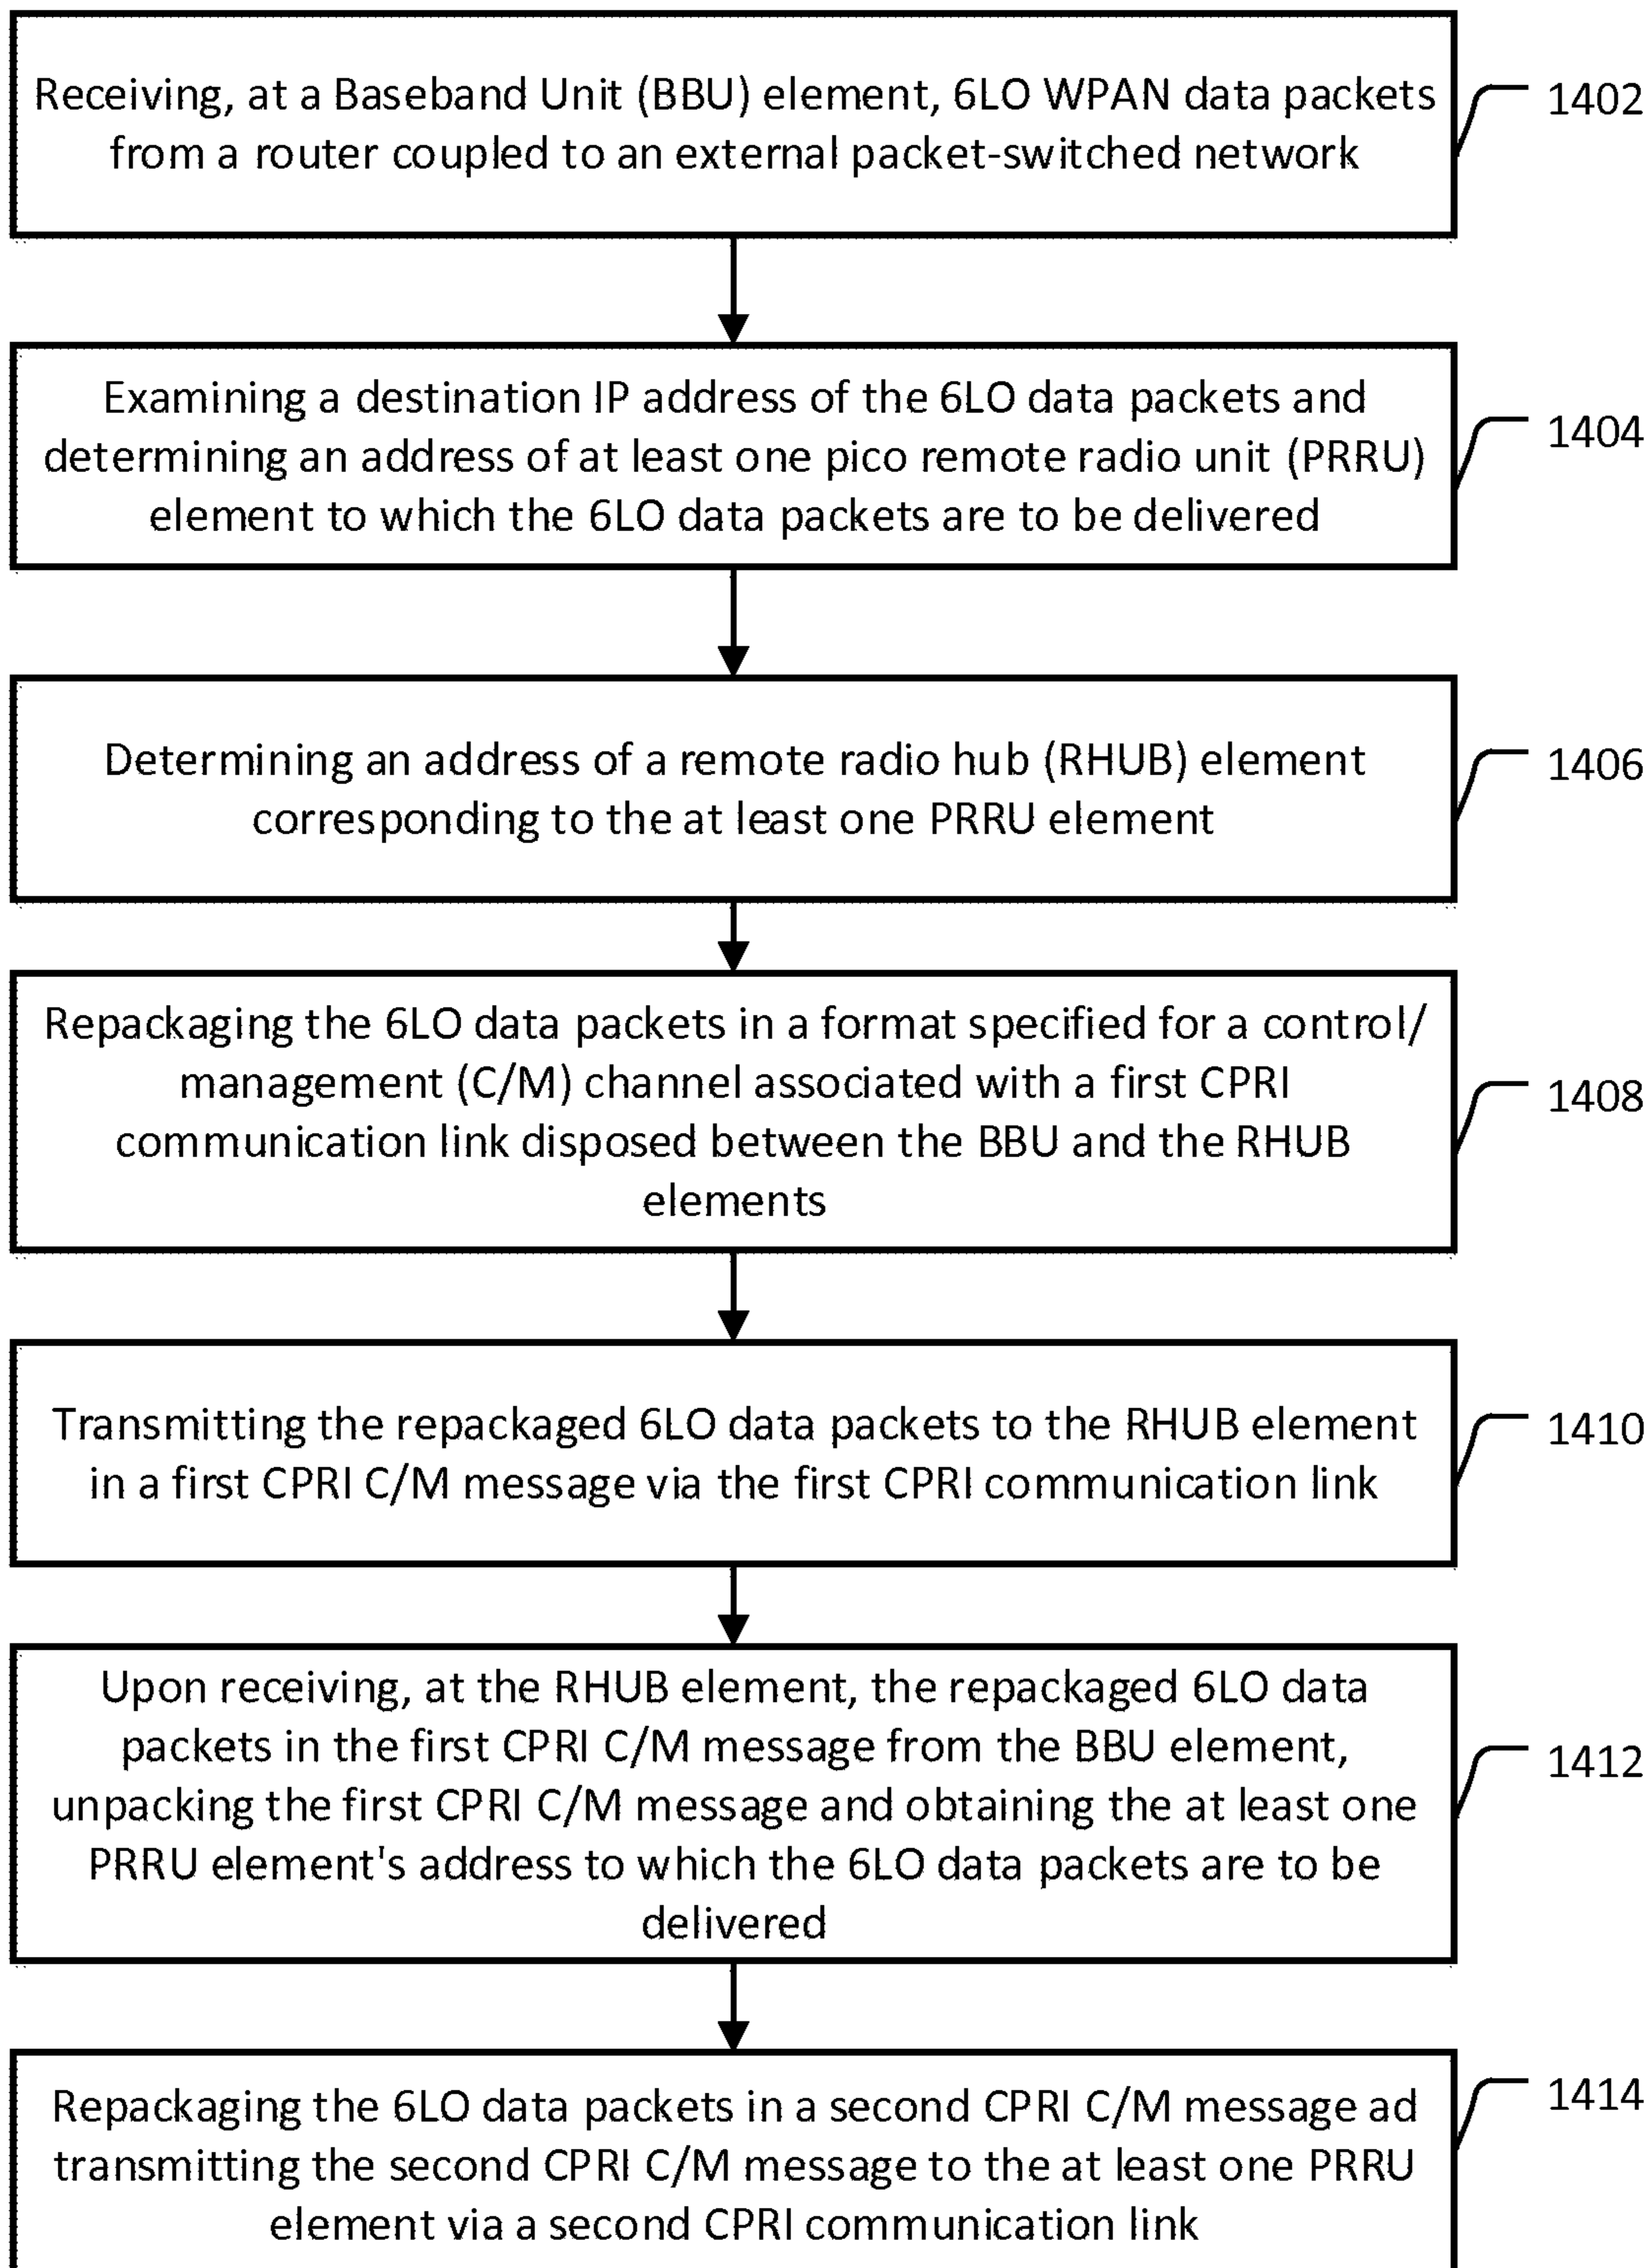 Receiving, at a Baseband Unit (BBU) element, 6LO WPAN data packets
from a router coupled to an external packet-switched network
1402
Examining a destination IP address of the 6LO data packets and
determining an address of at least one pico remote radio unit (PRRU)
element to which the 6LO data packets are to be delivered
1404
Determining an address of a remote radio hub (RHUB) element
corresponding to the at least one PRRU element
1406
Repackaging the 6LO data packets in a format specified for a control/
management (C/M) channel associated with a first CPRI
communication link disposed between the BBU and the RHUB
elements
1408
Transmitting the repackaged 6LO data packets to the RHUB element
in a first CPRI C/M message via the first CPRI communication link
1410
Upon receiving, at the RHUB element, the repackaged 6LO data
packets in the first CPRI C/M message from the BBU element,
unpacking the first CPRI C/M message and obtaining the at least one
PRRU element's address to which the 6LO data packets are to be
delivered
1412
Repackaging the 6LO data packets in a second CPRI C/M message ad
transmitting the second CPRI C/M message to the at least one PRRU
element via a second CPRI communication link
1414